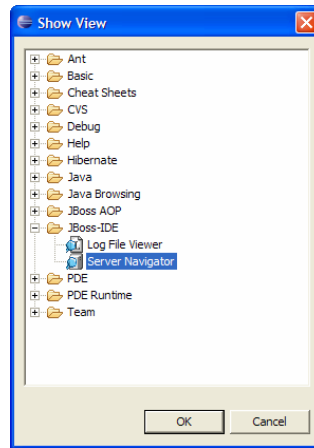 Show View
Ant
Basic
Cheat Sheets
CVS
Debug
Help
Hibernate
Java
Java Browsing
JBoss AOP
JBoss-IDE
Log File Viewer
Server Navigator
PDE
PDE Runtime
Team
OK Cancel